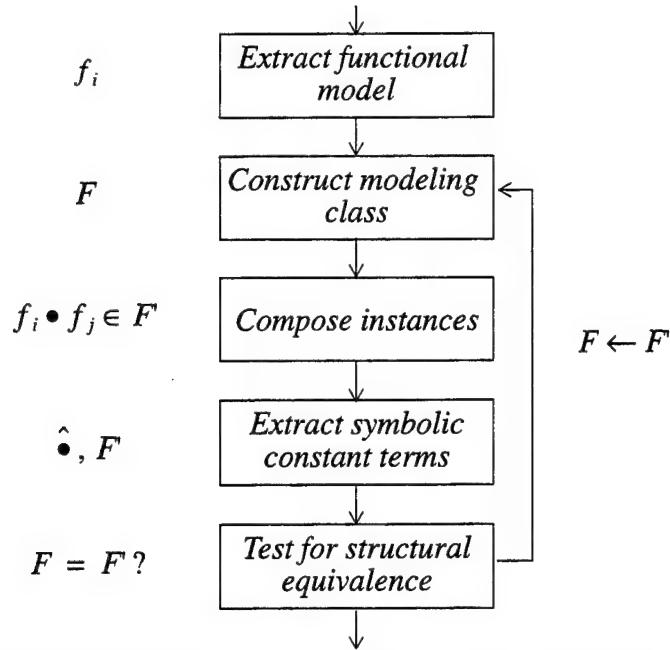 f_i
Extract functional
model
F
Construct modeling
class
f_i • f_j ∈ F'
Compose instances
F ← F'
•̂ , F'
Extract symbolic
constant terms
F = F' ?
Test for structural
equivalence